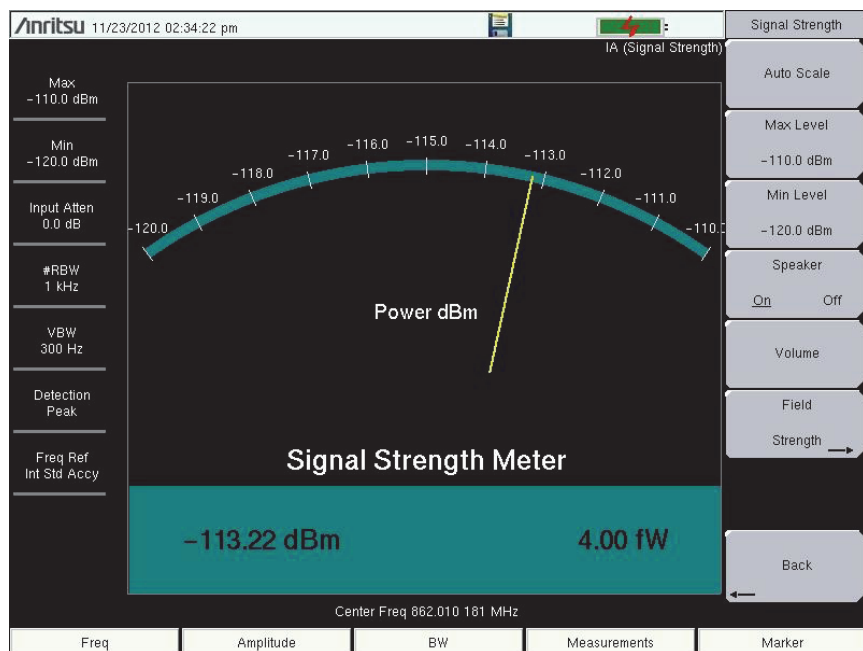 Anritsu 11/23/2012 02:34:22 pm
IA (Signal Strength)
Max
-110.0 dBm
Min
-120.0 dBm
Input Atten
0.0 dB
#RBW
1 kHz
VBW
300 Hz
Detection
Peak
Freq Ref
Int Std Accy
-120.0
-119.0
-118.0
-117.0
-116.0
-115.0
-114.0
-113.0
-112.0
-111.0
-110.
Power dBm
Signal Strength Meter
-113.22 dBm 4.00 fW
Center Freq 862.010 181 MHz
Signal Strength
Auto Scale
Max Level
-110.0 dBm
Min Level
-120.0 dBm
Speaker
On Off
Volume
Field
Strength
Back
Freq Amplitude BW Measurements Marker